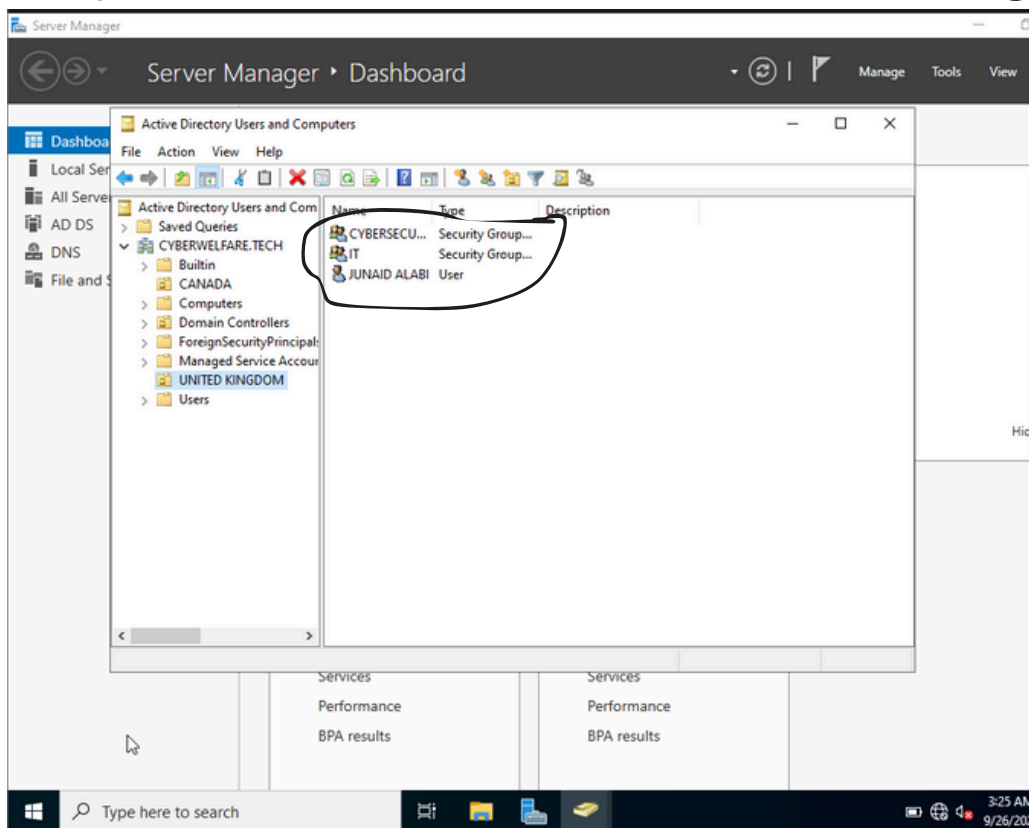 Server Manager
Server Manager ‣ Dashboard
Manage Tools View
Active Directory Users and Computers
File Action View Help
Dashboa
Local Ser
All Server
AD DS
DNS
File and S
Active Directory Users and Com
Saved Queries
CYBERWELFARE.TECH
Builtin
CANADA
Computers
Domain Controllers
ForeignSecurityPrincipals
Managed Service Accour
UNITED KINGDOM
Users
Name Type Description
CYBERSECU... Security Group...
IT Security Group...
JUNAID ALABI User
Hid
Services Services
Performance Performance
BPA results BPA results
Type here to search
3:25 AM
9/26/20